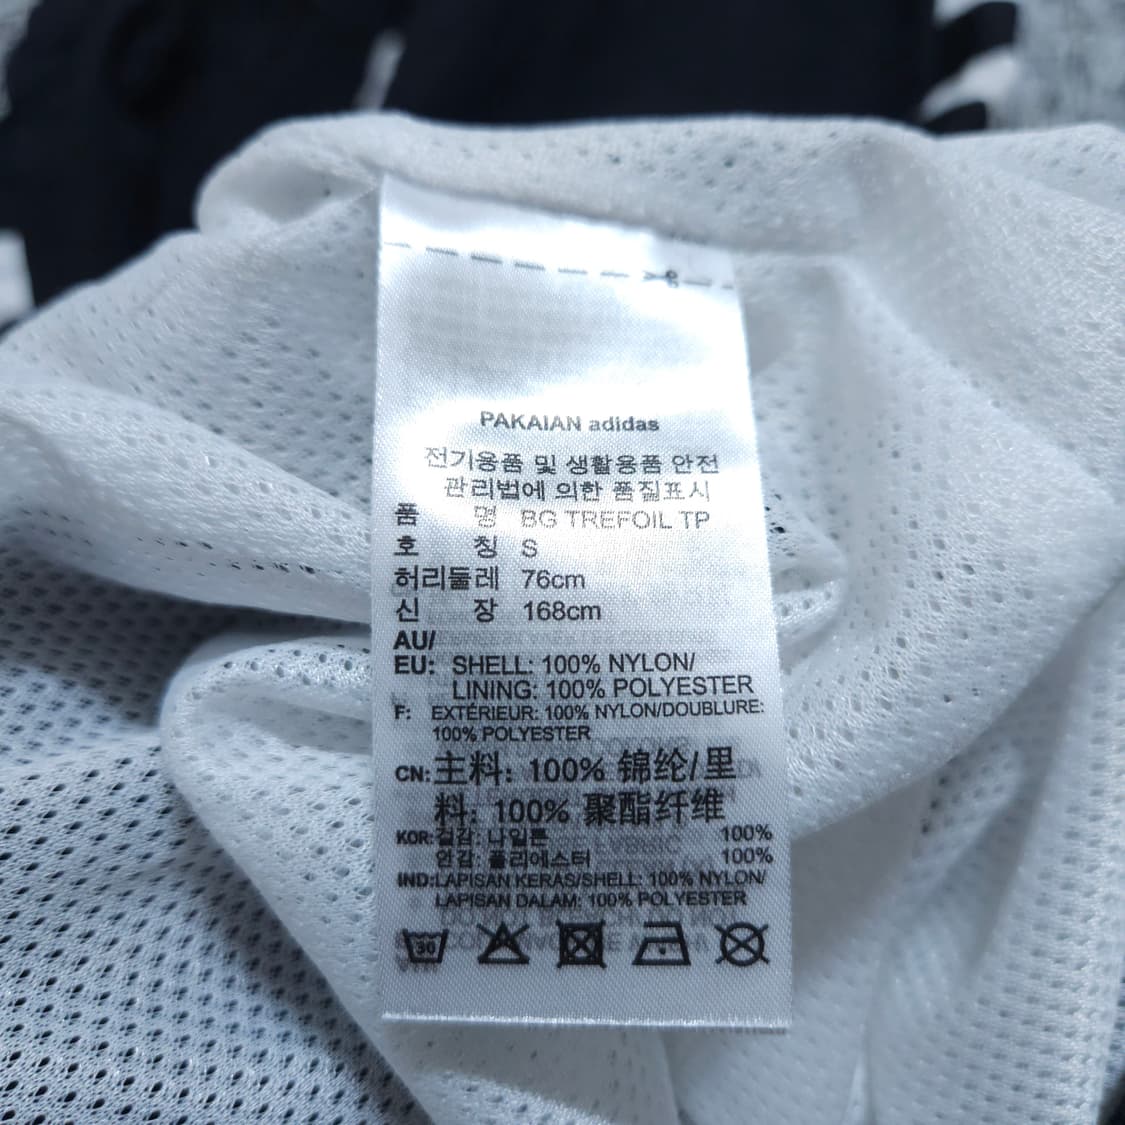 PAKAIAN adidas
전기용품 및 생활용품 안전
관리법에 의한 품질표시
품 명 BG TREFOIL TP
호 칭 S
허리둘레 76cm
신 장 168cm
AU/
EU: SHELL: 100% NYLON/
LINING: 100% POLYESTER
F: EXTÉRIEUR: 100% NYLON/DOUBLURE:
100% POLYESTER
CN: 主料: 100% 锦纶/里
料: 100% 聚酯纤维
KOR: 겉감: 나일론 100%
안감: 폴리에스터 100%
IND: LAPISAN KERAS/SHELL: 100% NYLON/
LAPISAN DALAM: 100% POLYESTER
30